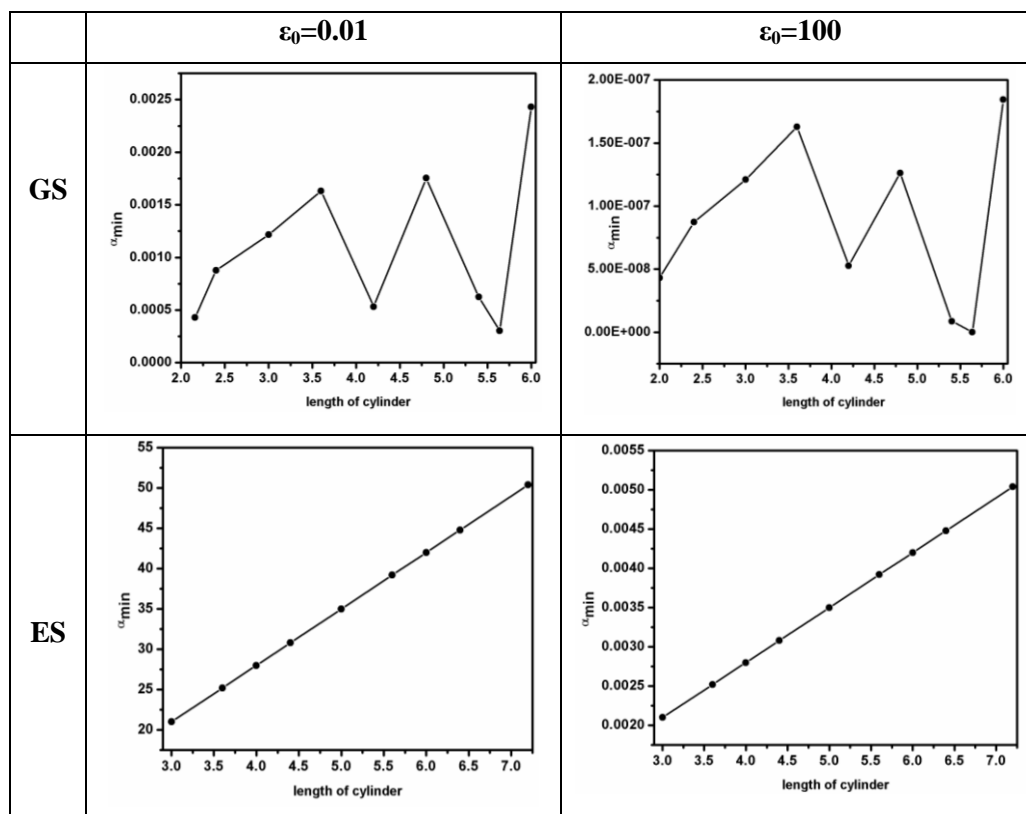 ε₀=0.01
ε₀=100
GS
0.0025
0.0020
0.0015
0.0010
0.0005
0.0000
αmin
2.0 2.5 3.0 3.5 4.0 4.5 5.0 5.5 6.0
length of cylinder
2.00E-007
1.50E-007
1.00E-007
5.00E-008
0.00E+000
αmin
2.0 2.5 3.0 3.5 4.0 4.5 5.0 5.5 6.0
length of cylinder
ES
55
50
45
40
35
30
25
20
αmin
3.0 3.5 4.0 4.5 5.0 5.5 6.0 6.5 7.0
length of cylinder
0.0055
0.0050
0.0045
0.0040
0.0035
0.0030
0.0025
0.0020
αmin
3.0 3.5 4.0 4.5 5.0 5.5 6.0 6.5 7.0
length of cylinder